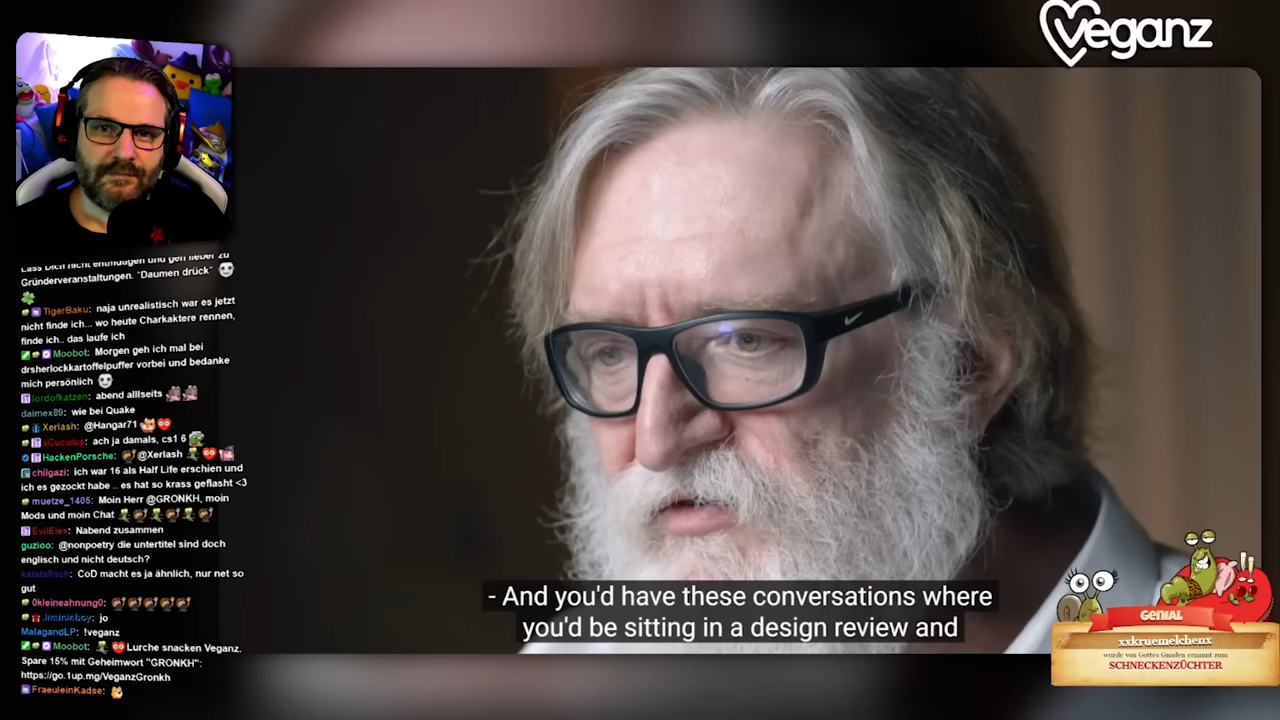 veganz
Lass Dich nicht entmutigen und geh lieber zu
Gründerveranstaltungen. *Daumen drück*
TigerBaku: naja unrealistisch war es jetzt
nicht finde ich... wo heute Charkaktere rennen,
finde ich.. das laufe ich
Moobot: Morgen geh ich mal bei
drsherlockkartoffelpuffer vorbei und bedanke
mich persönlich
lordofkatzen: abend alllseits
daimex89: wie bei Quake
Xerlash: @Hangar71
xCuculus: ach ja damals, cs1 6
HackenPorsche: @Xerlash
chilgazi: ich war 16 als Half Life erschien und
ich es gezockt habe .. es hat so krass geflasht <3
muetze_1405: Moin Herr @GRONKH, moin
Mods und moin Chat
EvilElex: Nabend zusammen
guzioo: @nonpoetry die untertitel sind doch
englisch und nicht deutsch?
katatafisch: CoD macht es ja ähnlich, nur net so
gut
0kleineahnung0:
Jiminieboy: jo
MalagandLP: !veganz
Moobot: Lurche snacken Veganz.
Spare 15% mit Geheimwort "GRONKH":
https://go.1up.mg/VeganzGronkh
FraeuleinKadse:
- And you'd have these conversations where
you'd be sitting in a design review and
GENIAL
xxkruemelchenx
wurde von Gottes Gnaden ernannt zum
SCHNECKENZÜCHTER